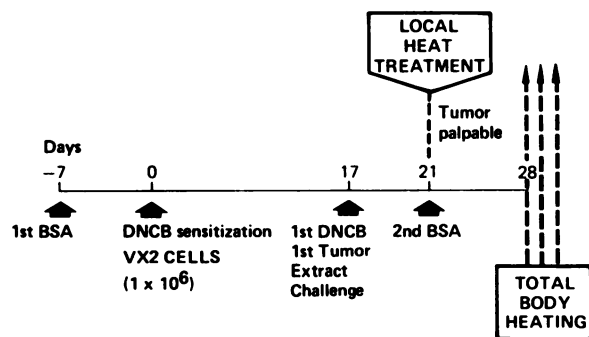 LOCAL
HEAT
TREATMENT
Tumor
palpable
Days
−7 0 17 21 28
1st BSA
DNCB sensitization
VX2 CELLS
(1 x 10⁶)
1st DNCB
1st Tumor
Extract
Challenge
2nd BSA
TOTAL
BODY
HEATING